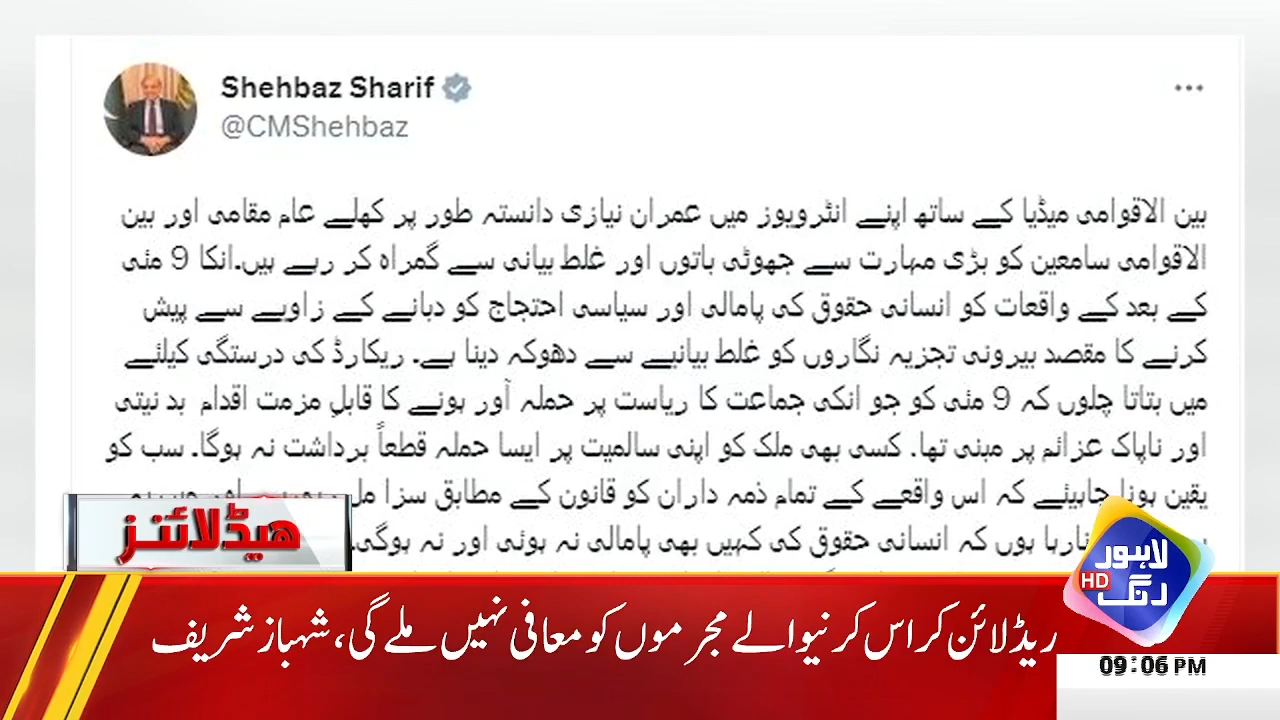 Shehbaz Sharif
@CMShehbaz
بین الاقوامی میڈیا کے ساتھ اپنے انٹرویوز میں عمران نیازی دانستہ طور پر کھلے عام مقامی اور بین
الاقوامی سامعین کو بڑی مہارت سے جھوٹی باتوں اور غلط بیانی سے گمراہ کر رہے ہیں.انکا 9 مئی
کے بعد کے واقعات کو انسانی حقوق کی پامالی اور سیاسی احتجاج کو دبانے کے زاویے سے پیش
کرنے کا مقصد بیرونی تجزیہ نگاروں کو غلط بیانیے سے دھوکہ دینا ہے۔ ریکارڈ کی درستگی کیلئے
میں بتاتا چلوں کہ 9 مئی کو جو انکی جماعت کا ریاست پر حملہ آور ہونے کا قابلِ مزمت اقدام بد نیتی
اور ناپاک عزائم پر مبنی تھا۔ کسی بھی ملک کو اپنی سالمیت پر ایسا حملہ قطعاً برداشت نہ ہوگا۔ سب کو
یقین ہونا چاہیئے کہ اس واقعے کے تمام ذمہ داران کو قانون کے مطابق سزا
ہوں کہ انسانی حقوق کی کہیں بھی پامالی نہ ہوئی اور نہ ہوگی.
ہیڈلائنز
لاہور
رنگ
HD
ریڈلائن کراس کرنیوالے مجرموں کو معافی نہیں ملے گی، شہباز شریف
09:06 PM